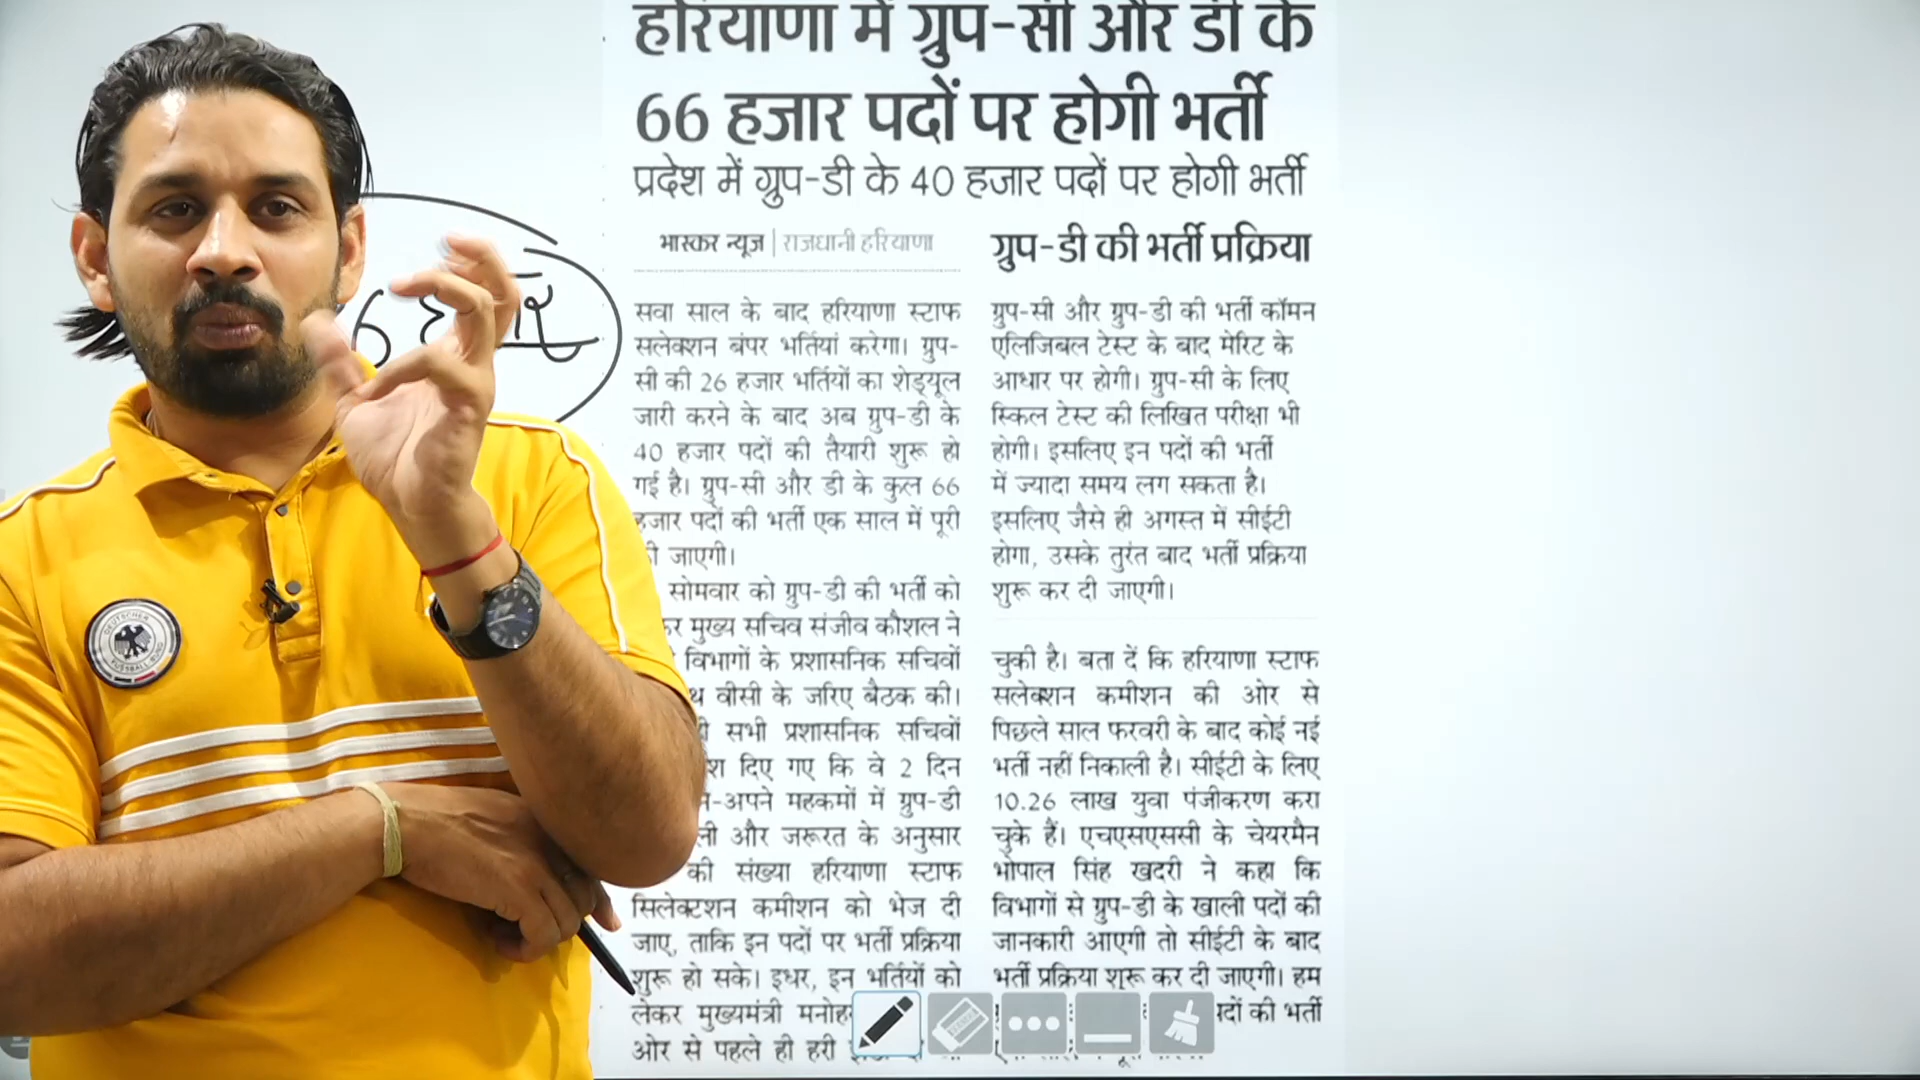 हरियाणा में ग्रुप-सी और डी के
66 हजार पदों पर होगी भर्ती
प्रदेश में ग्रुप-डी के 40 हजार पदों पर होगी भर्ती
भास्कर न्यूज | राजधानी हरियाणा
सवा साल के बाद हरियाणा स्टाफ
सलेक्शन बंपर भर्तियां करेगा। ग्रुप-
सी की 26 हजार भर्तियों का शेड्यूल
जारी करने के बाद अब ग्रुप-डी के
40 हजार पदों की तैयारी शुरू हो
गई है। ग्रुप-सी और डी के कुल 66
हजार पदों की भर्ती एक साल में पूरी
जाएगी।
सोमवार को ग्रुप-डी की भर्ती को
मुख्य सचिव संजीव कौशल ने
विभागों के प्रशासनिक सचिवों
वीसी के जरिए बैठक की।
सभी प्रशासनिक सचिवों
दिए गए कि वे 2 दिन
-अपने महकमों में ग्रुप-डी
और जरूरत के अनुसार
की संख्या हरियाणा स्टाफ
सिलेक्टशन कमीशन को भेज दी
जाए, ताकि इन पदों पर भर्ती प्रक्रिया
शुरू हो सके। इधर, इन भर्तियों को
लेकर मुख्यमंत्री
ओर से पहले ही हरी
ग्रुप-डी की भर्ती प्रक्रिया
ग्रुप-सी और ग्रुप-डी की भर्ती कॉमन
एलिजिबल टेस्ट के बाद मेरिट के
आधार पर होगी। ग्रुप-सी के लिए
स्किल टेस्ट की लिखित परीक्षा भी
होगी। इसलिए इन पदों की भर्ती
में ज्यादा समय लग सकता है।
इसलिए जैसे ही अगस्त में सीईटी
होगा, उसके तुरंत बाद भर्ती प्रक्रिया
शुरू कर दी जाएगी।
चुकी है। बता दें कि हरियाणा स्टाफ
सलेक्शन कमीशन की ओर से
पिछले साल फरवरी के बाद कोई नई
भर्ती नहीं निकाली है। सीईटी के लिए
10.26 लाख युवा पंजीकरण करा
चुके हैं। एचएसएससी के चेयरमैन
भोपाल सिंह खदरी ने कहा कि
विभागों से ग्रुप-डी के खाली पदों की
जानकारी आएगी तो सीईटी के बाद
भर्ती प्रक्रिया शुरू कर दी जाएगी। हम
पदों की भर्ती
DEUTSCHER
FUSSBALL-BUND